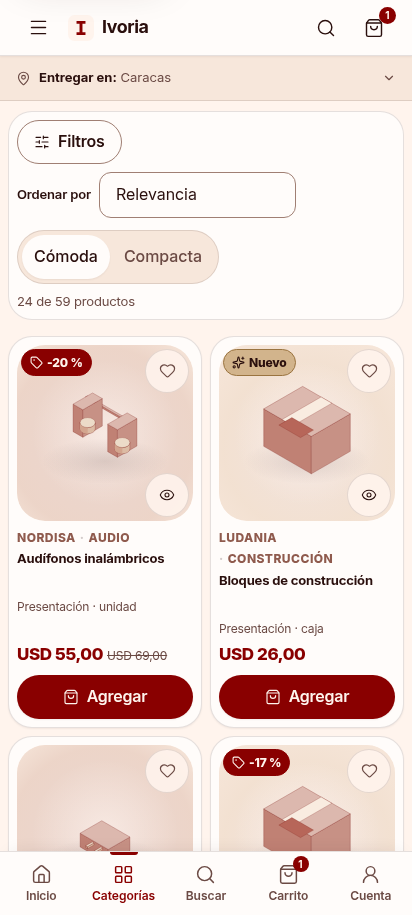 I Ivoria
1
Entregar en: Caracas
Filtros
Ordenar por Relevancia
Cómoda Compacta
24 de 59 productos
-20 %
NORDISA · AUDIO
Audífonos inalámbricos
Presentación · unidad
USD 55,00 USD 69,00
Agregar
Nuevo
LUDANIA
· CONSTRUCCIÓN
Bloques de construcción
Presentación · caja
USD 26,00
Agregar
-17 %
Inicio
Categorías
Buscar
1
Carrito
Cuenta